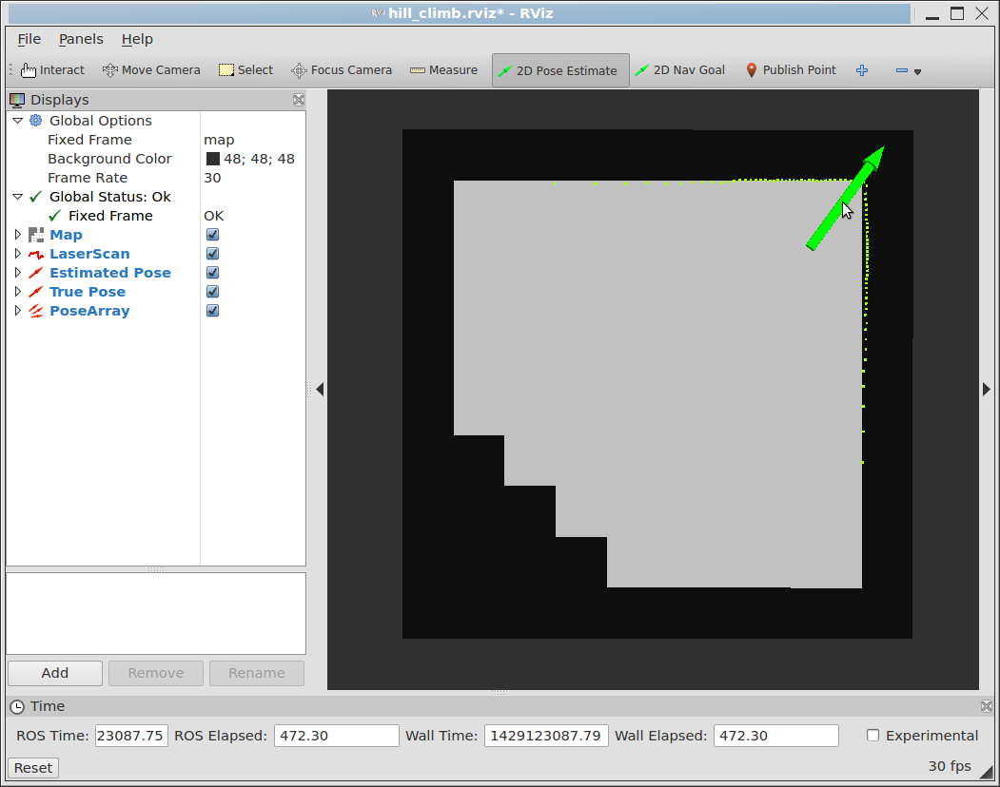 RViz hill_climb.rviz* - RViz
File Panels Help
Interact Move Camera Select Focus Camera Measure 2D Pose Estimate 2D Nav Goal Publish Point
Displays
Global Options
Fixed Frame map
Background Color 48; 48; 48
Frame Rate 30
Global Status: Ok
Fixed Frame OK
Map
LaserScan
Estimated Pose
True Pose
PoseArray
Add Remove Rename
Time
ROS Time: 23087.75 ROS Elapsed: 472.30 Wall Time: 1429123087.79 Wall Elapsed: 472.30 Experimental
Reset 30 fps